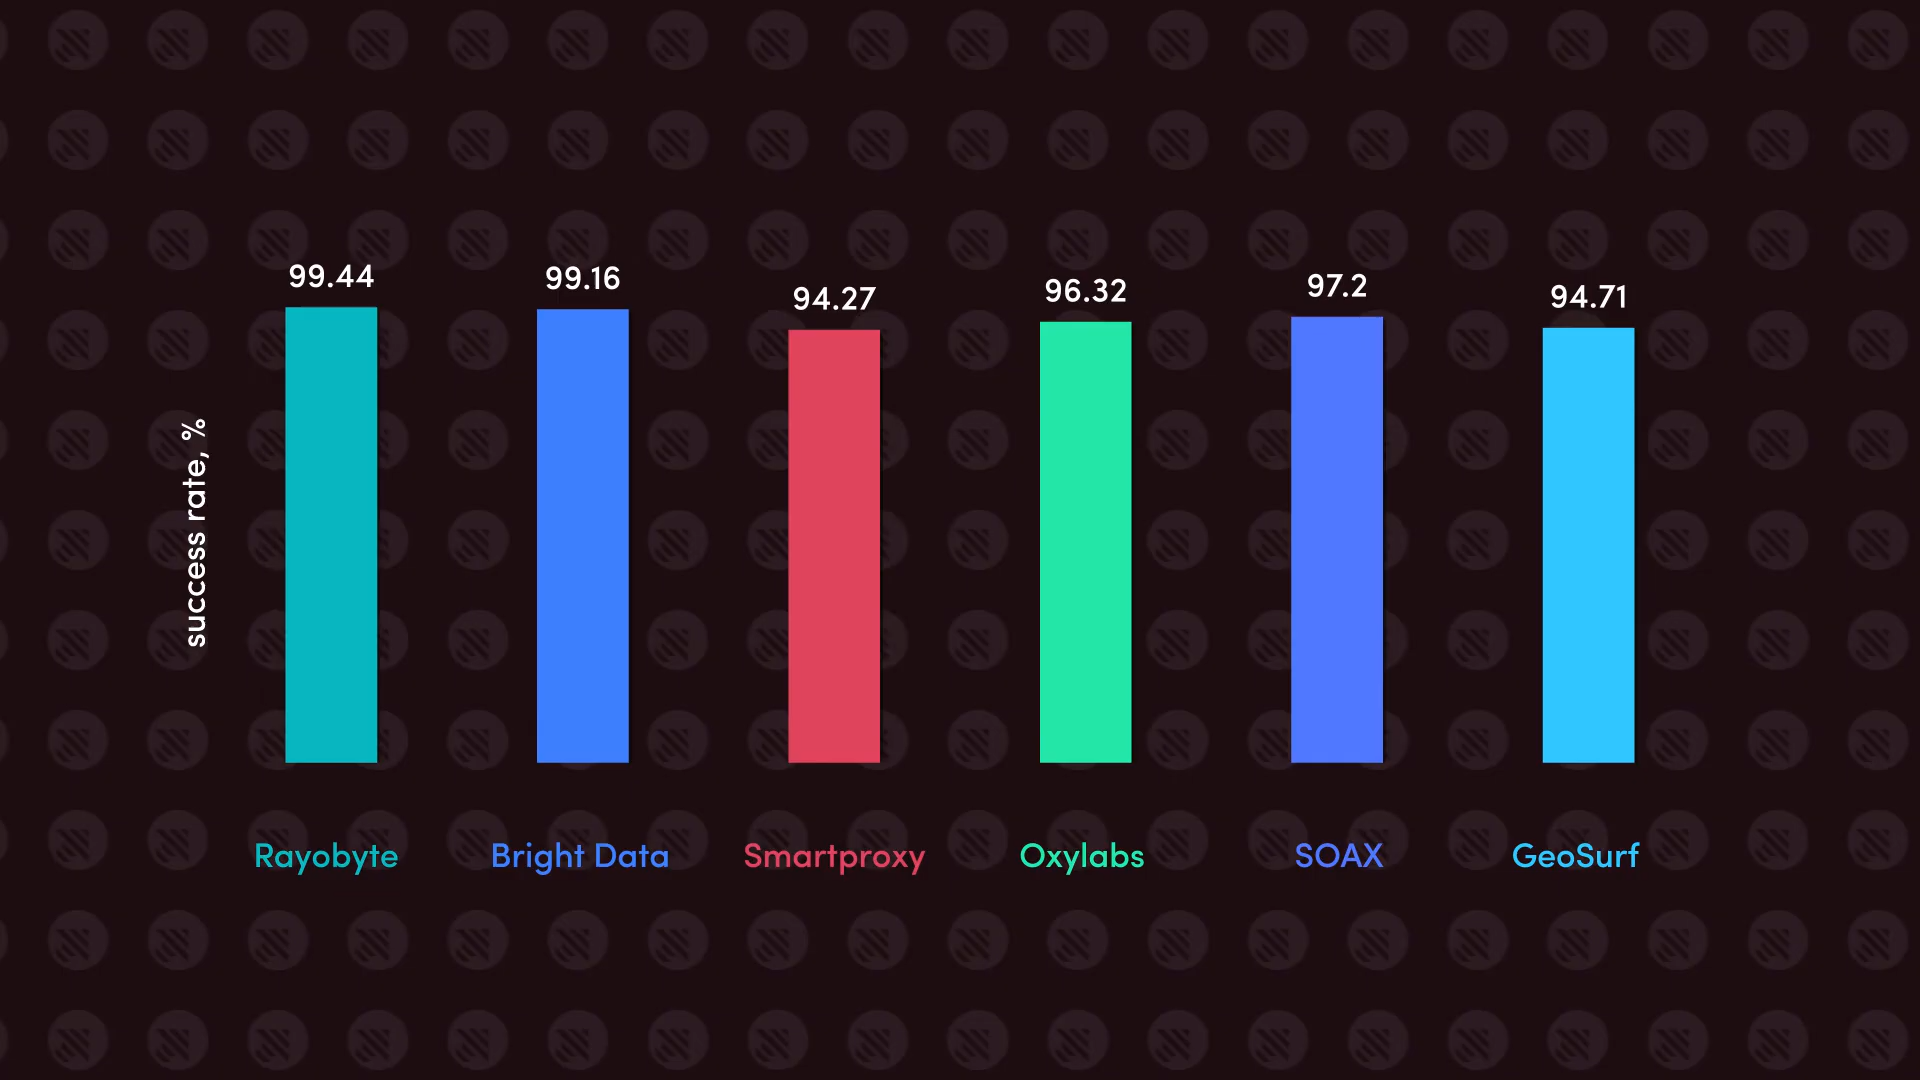 99.44
99.16
94.27
96.32
97.2
94.71
success rate, %
Rayobyte
Bright Data
Smartproxy
Oxylabs
SOAX
GeoSurf